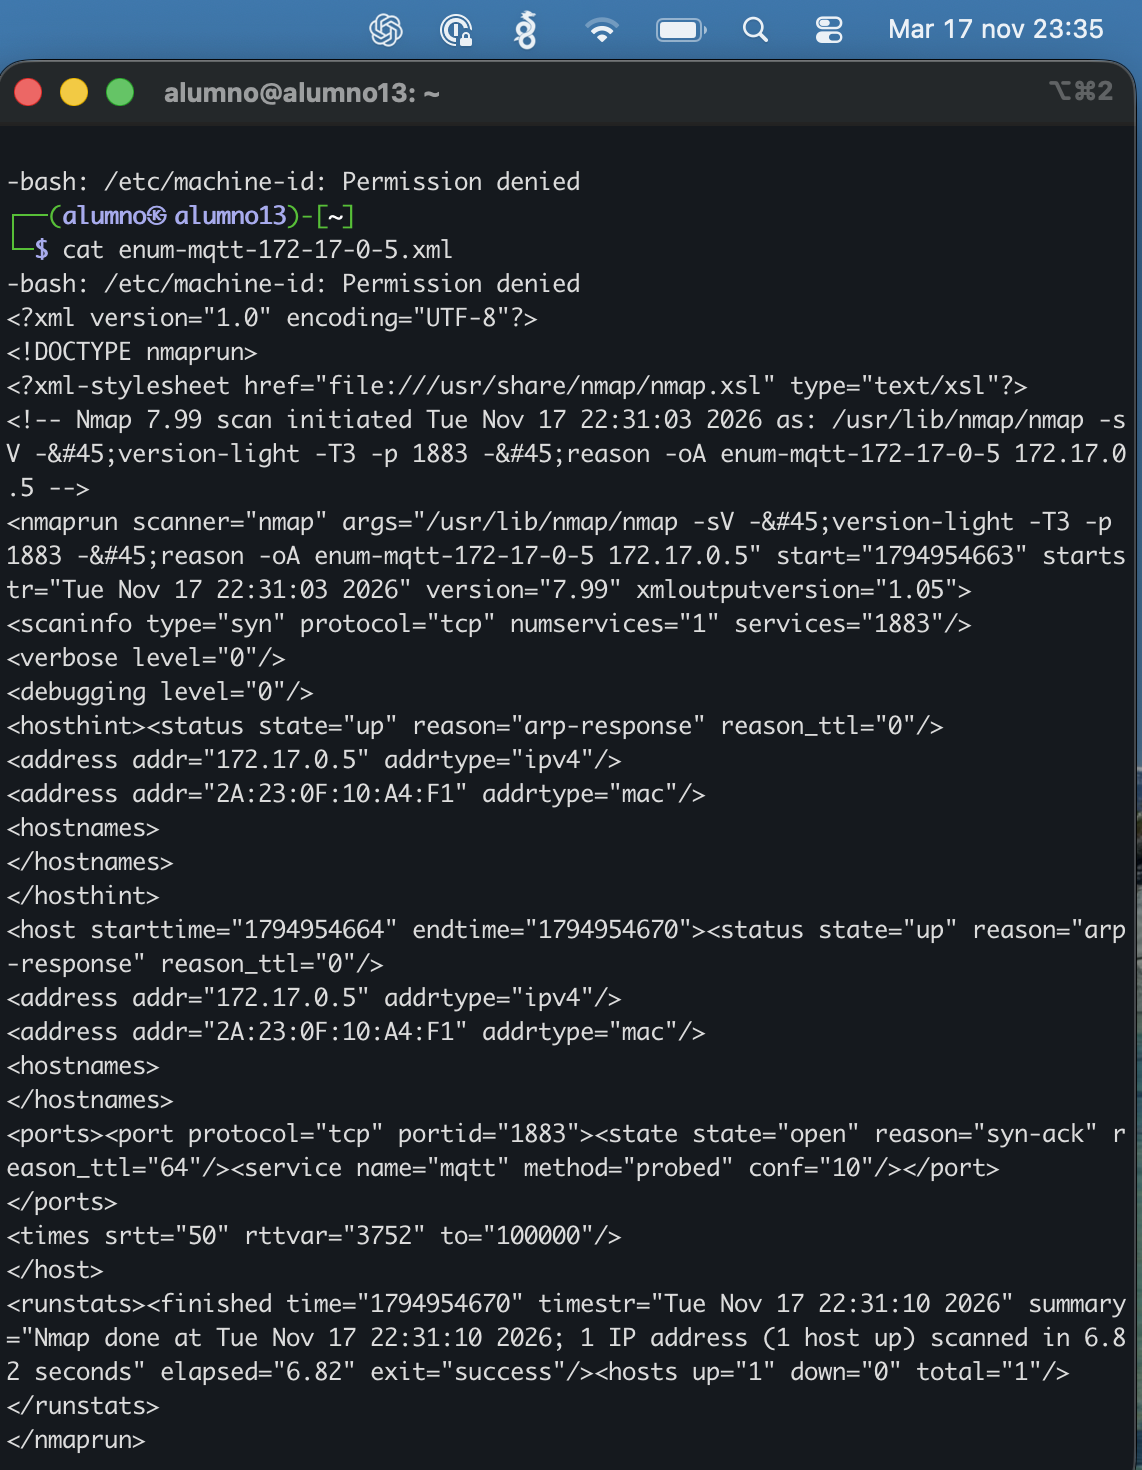 Mar 17 nov 23:35
alumno@alumno13: ~
⌥⌘2
-bash: /etc/machine-id: Permission denied
┌──(alumno㉿alumno13)-[~]
└─$ cat enum-mqtt-172-17-0-5.xml
-bash: /etc/machine-id: Permission denied
<?xml version="1.0" encoding="UTF-8"?>
<!DOCTYPE nmaprun>
<?xml-stylesheet href="file:///usr/share/nmap/nmap.xsl" type="text/xsl"?>
<!-- Nmap 7.99 scan initiated Tue Nov 17 22:31:03 2026 as: /usr/lib/nmap/nmap -s
V -&#45;version-light -T3 -p 1883 -&#45;reason -oA enum-mqtt-172-17-0-5 172.17.0
.5 -->
<nmaprun scanner="nmap" args="/usr/lib/nmap/nmap -sV -&#45;version-light -T3 -p
1883 -&#45;reason -oA enum-mqtt-172-17-0-5 172.17.0.5" start="1794954663" starts
tr="Tue Nov 17 22:31:03 2026" version="7.99" xmloutputversion="1.05">
<scaninfo type="syn" protocol="tcp" numservices="1" services="1883"/>
<verbose level="0"/>
<debugging level="0"/>
<hosthint><status state="up" reason="arp-response" reason_ttl="0"/>
<address addr="172.17.0.5" addrtype="ipv4"/>
<address addr="2A:23:0F:10:A4:F1" addrtype="mac"/>
<hostnames>
</hostnames>
</hosthint>
<host starttime="1794954664" endtime="1794954670"><status state="up" reason="arp
-response" reason_ttl="0"/>
<address addr="172.17.0.5" addrtype="ipv4"/>
<address addr="2A:23:0F:10:A4:F1" addrtype="mac"/>
<hostnames>
</hostnames>
<ports><port protocol="tcp" portid="1883"><state state="open" reason="syn-ack" r
eason_ttl="64"/><service name="mqtt" method="probed" conf="10"/></port>
</ports>
<times srtt="50" rttvar="3752" to="100000"/>
</host>
<runstats><finished time="1794954670" timestr="Tue Nov 17 22:31:10 2026" summary
="Nmap done at Tue Nov 17 22:31:10 2026; 1 IP address (1 host up) scanned in 6.8
2 seconds" elapsed="6.82" exit="success"/><hosts up="1" down="0" total="1"/>
</runstats>
</nmaprun>